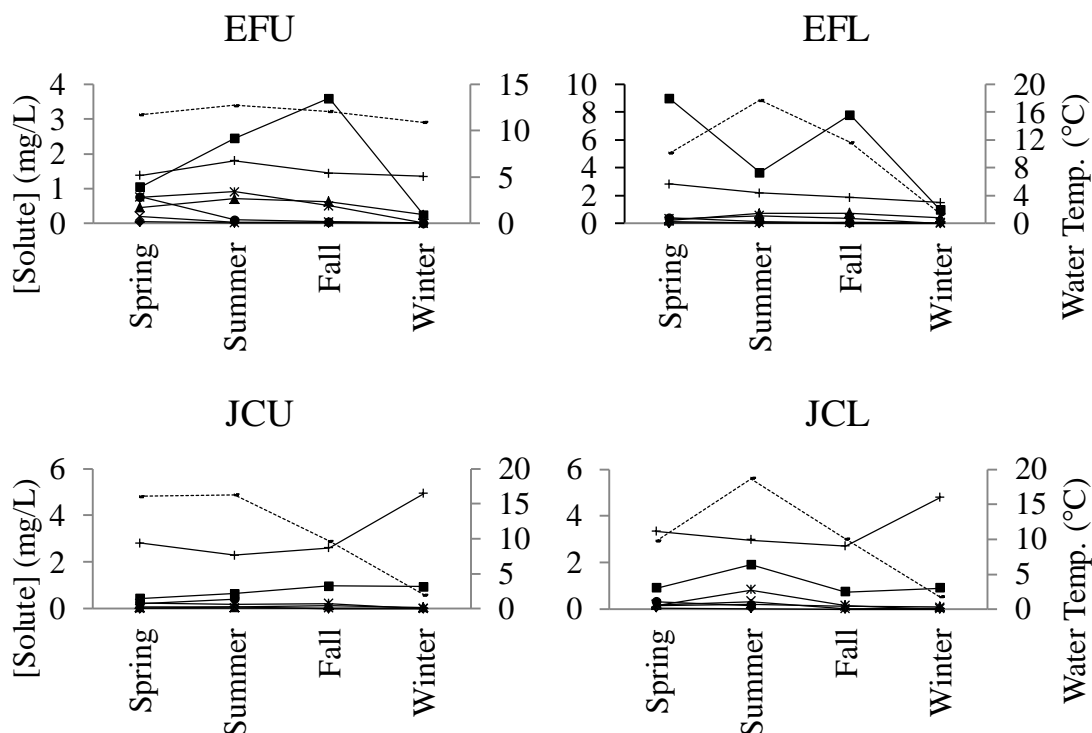 EFU
EFL
[Solute] (mg/L)
4
3
2
1
0
15
10
5
0
Spring
Summer
Fall
Winter
10
8
6
4
2
0
20
16
12
8
4
0
Water Temp. (°C)
Spring
Summer
Fall
Winter
JCU
JCL
[Solute] (mg/L)
6
4
2
0
20
15
10
5
0
Spring
Summer
Fall
Winter
6
4
2
0
20
15
10
5
0
Water Temp. (°C)
Spring
Summer
Fall
Winter